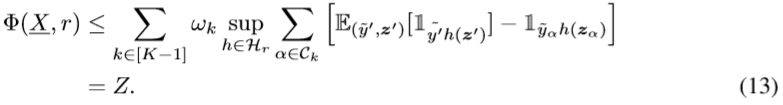 Φ(X, r) ≤ ∑_{k∈[K−1]} ω_k sup_{h∈ℋ_r} ∑_{α∈𝒞_k} [𝔼_{(ỹ′,z′)}[𝟙_{ỹ′h(z′)}] − 𝟙_{ỹ_α h(z_α)}]
= Z. (13)